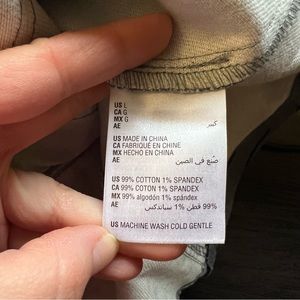 US L
CA G
MX G
AE كبير
US MADE IN CHINA
CA FABRIQUÉ EN CHINE
MX HECHO EN CHINA
AE صنع في الصين
US 99% COTTON 1% SPANDEX
CA 99% COTTON 1% SPANDEX
MX 99% algodón 1% spandex
AE 99% قطن 1% سباندكس
US MACHINE WASH COLD GENTLE